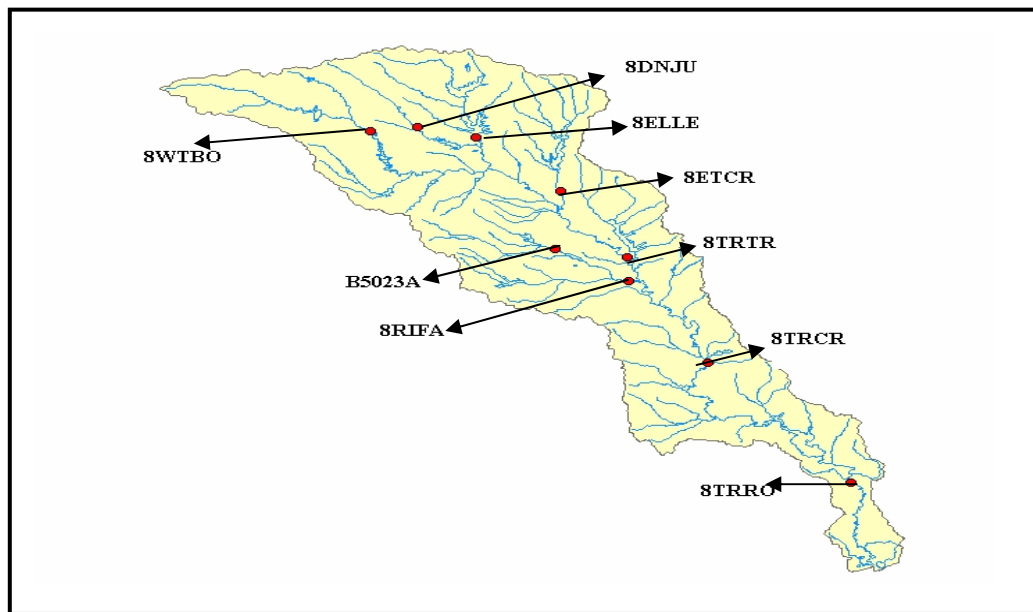 8DNJU
8ELLE
8WTBO
8ETCR
8TRTR
B5023A
8RIFA
8TRCR
8TRRO